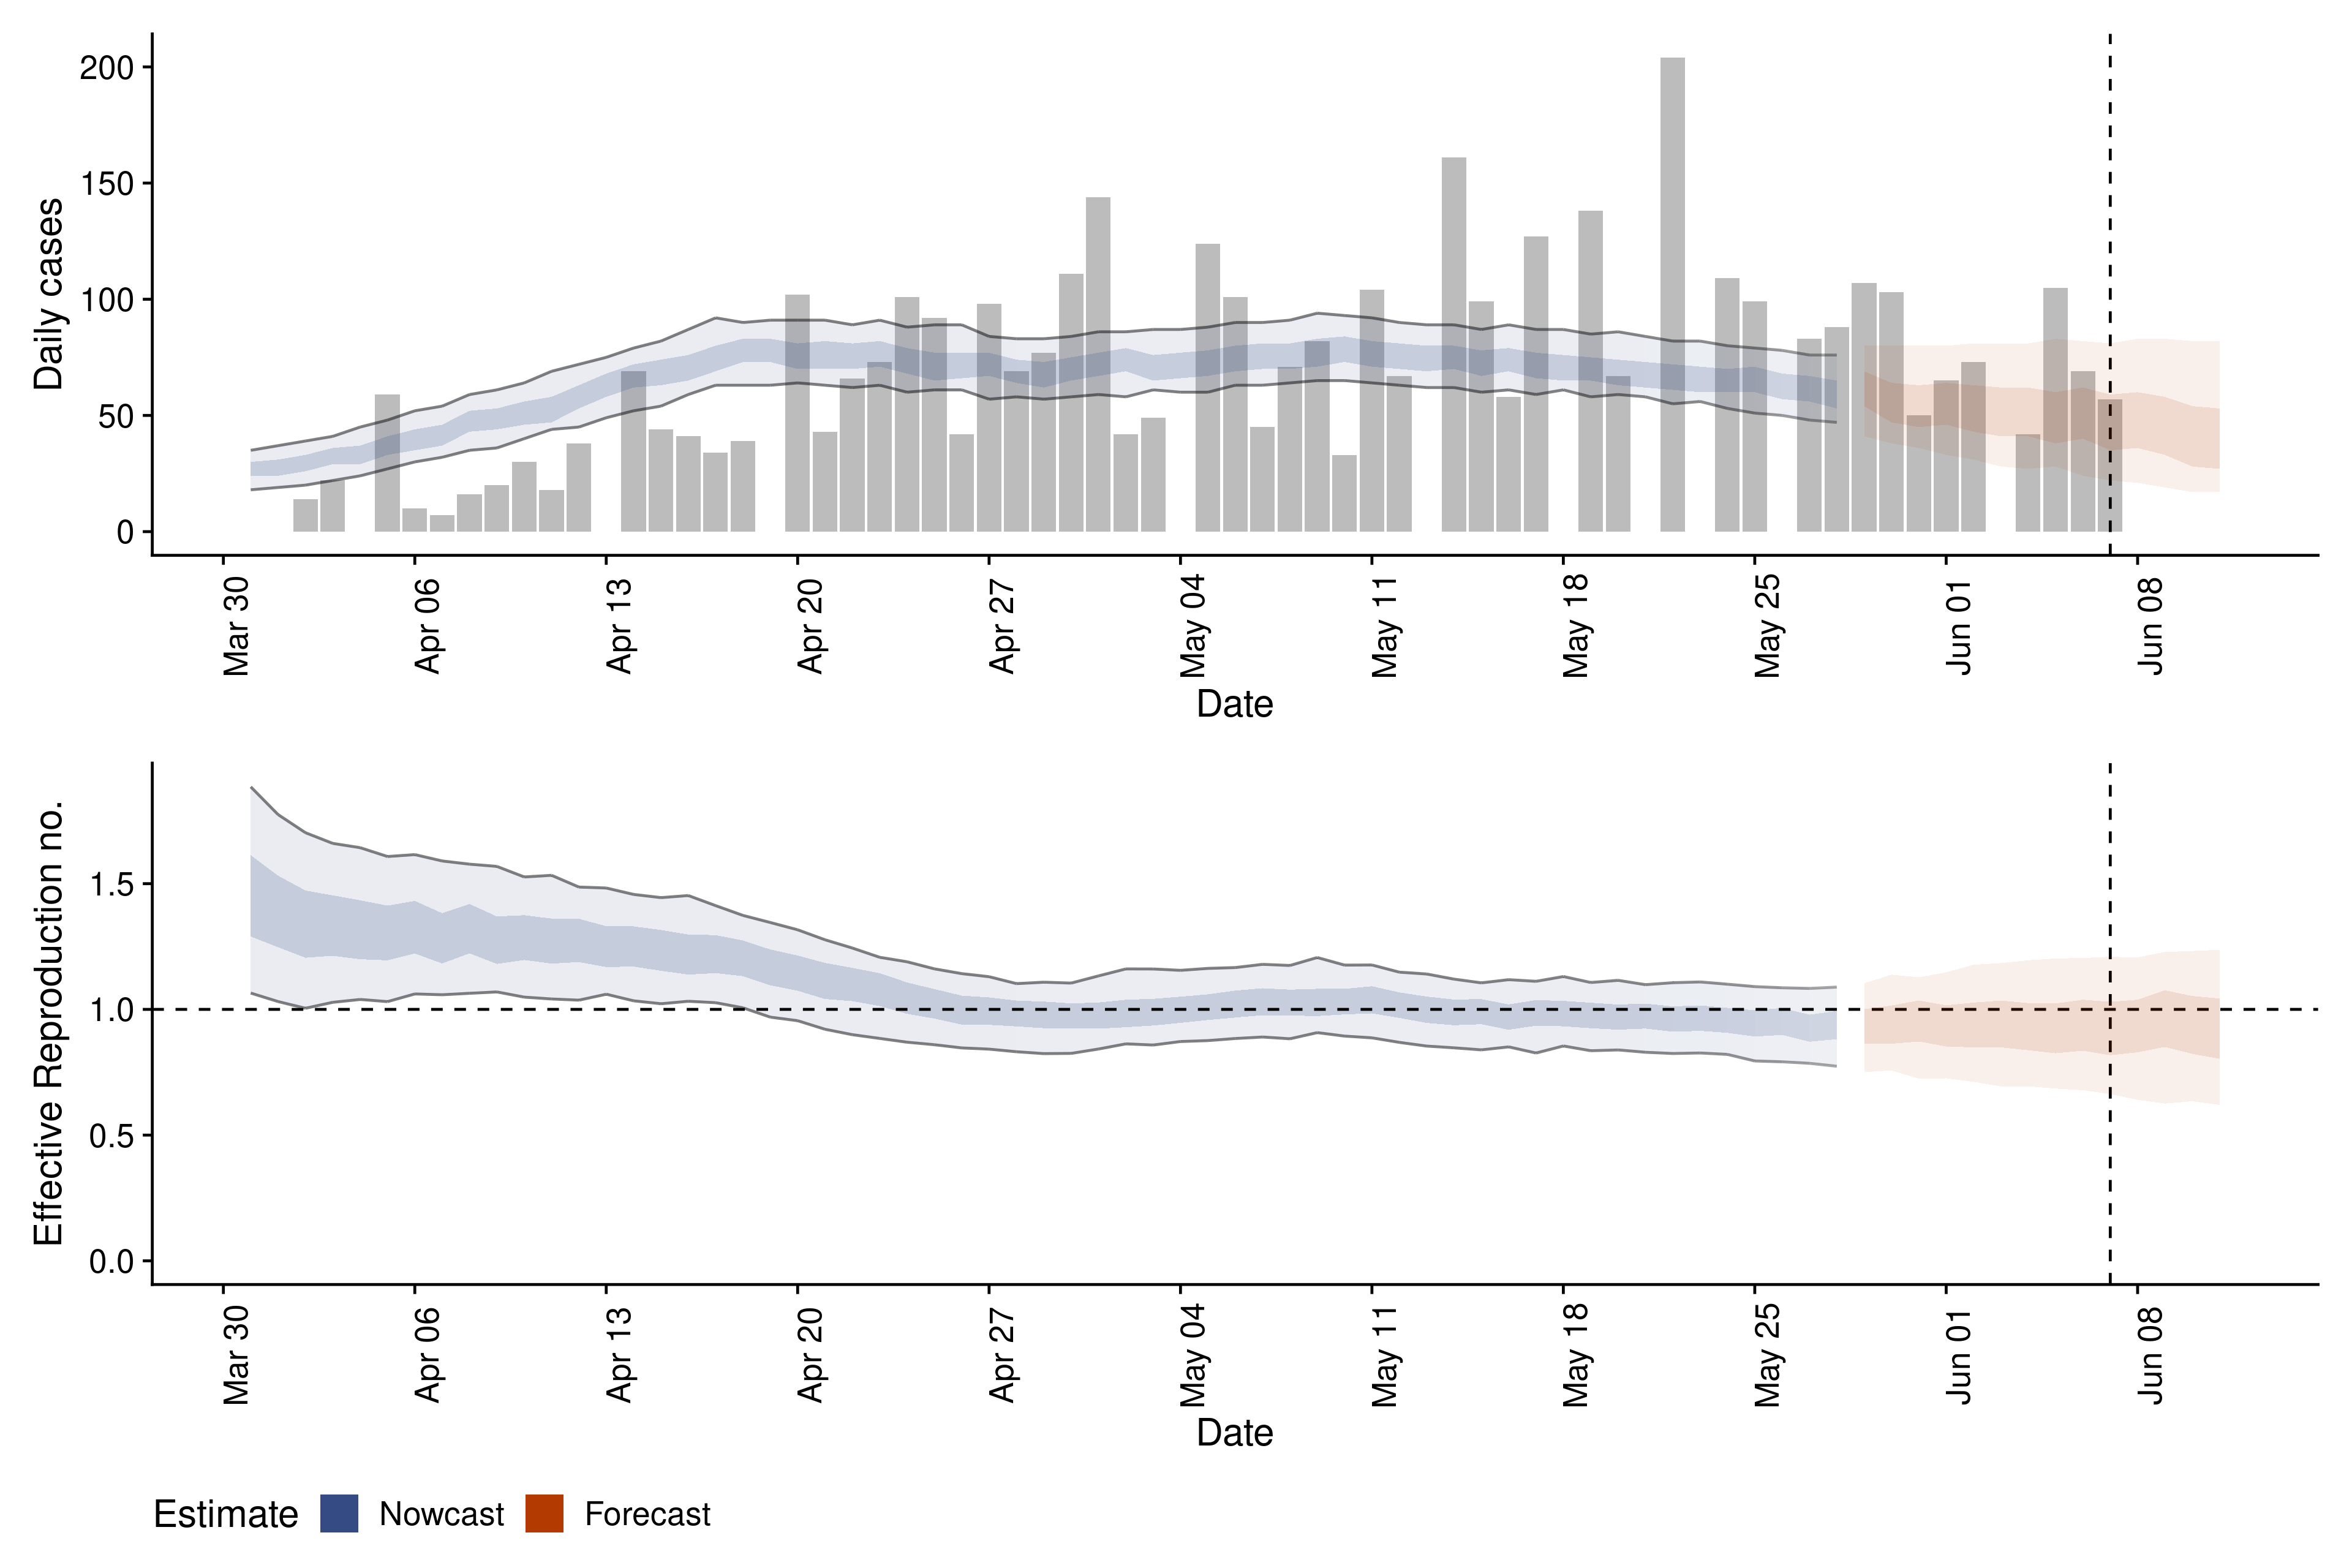 Daily cases
200
150
100
50
0
Mar 30
Apr 06
Apr 13
Apr 20
Apr 27
May 04
May 11
May 18
May 25
Jun 01
Jun 08
Date
Effective Reproduction no.
1.5
1.0
0.5
0.0
Mar 30
Apr 06
Apr 13
Apr 20
Apr 27
May 04
May 11
May 18
May 25
Jun 01
Jun 08
Date
Estimate Nowcast Forecast